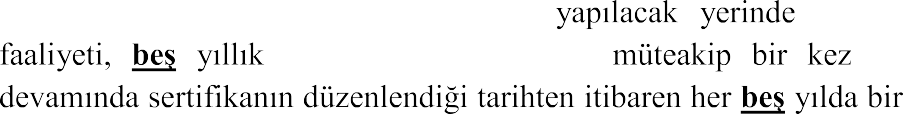 yapılacak yerinde
faaliyeti, beş yıllık müteakip bir kez
devamında sertifikanın düzenlendiği tarihten itibaren her beş yılda bir